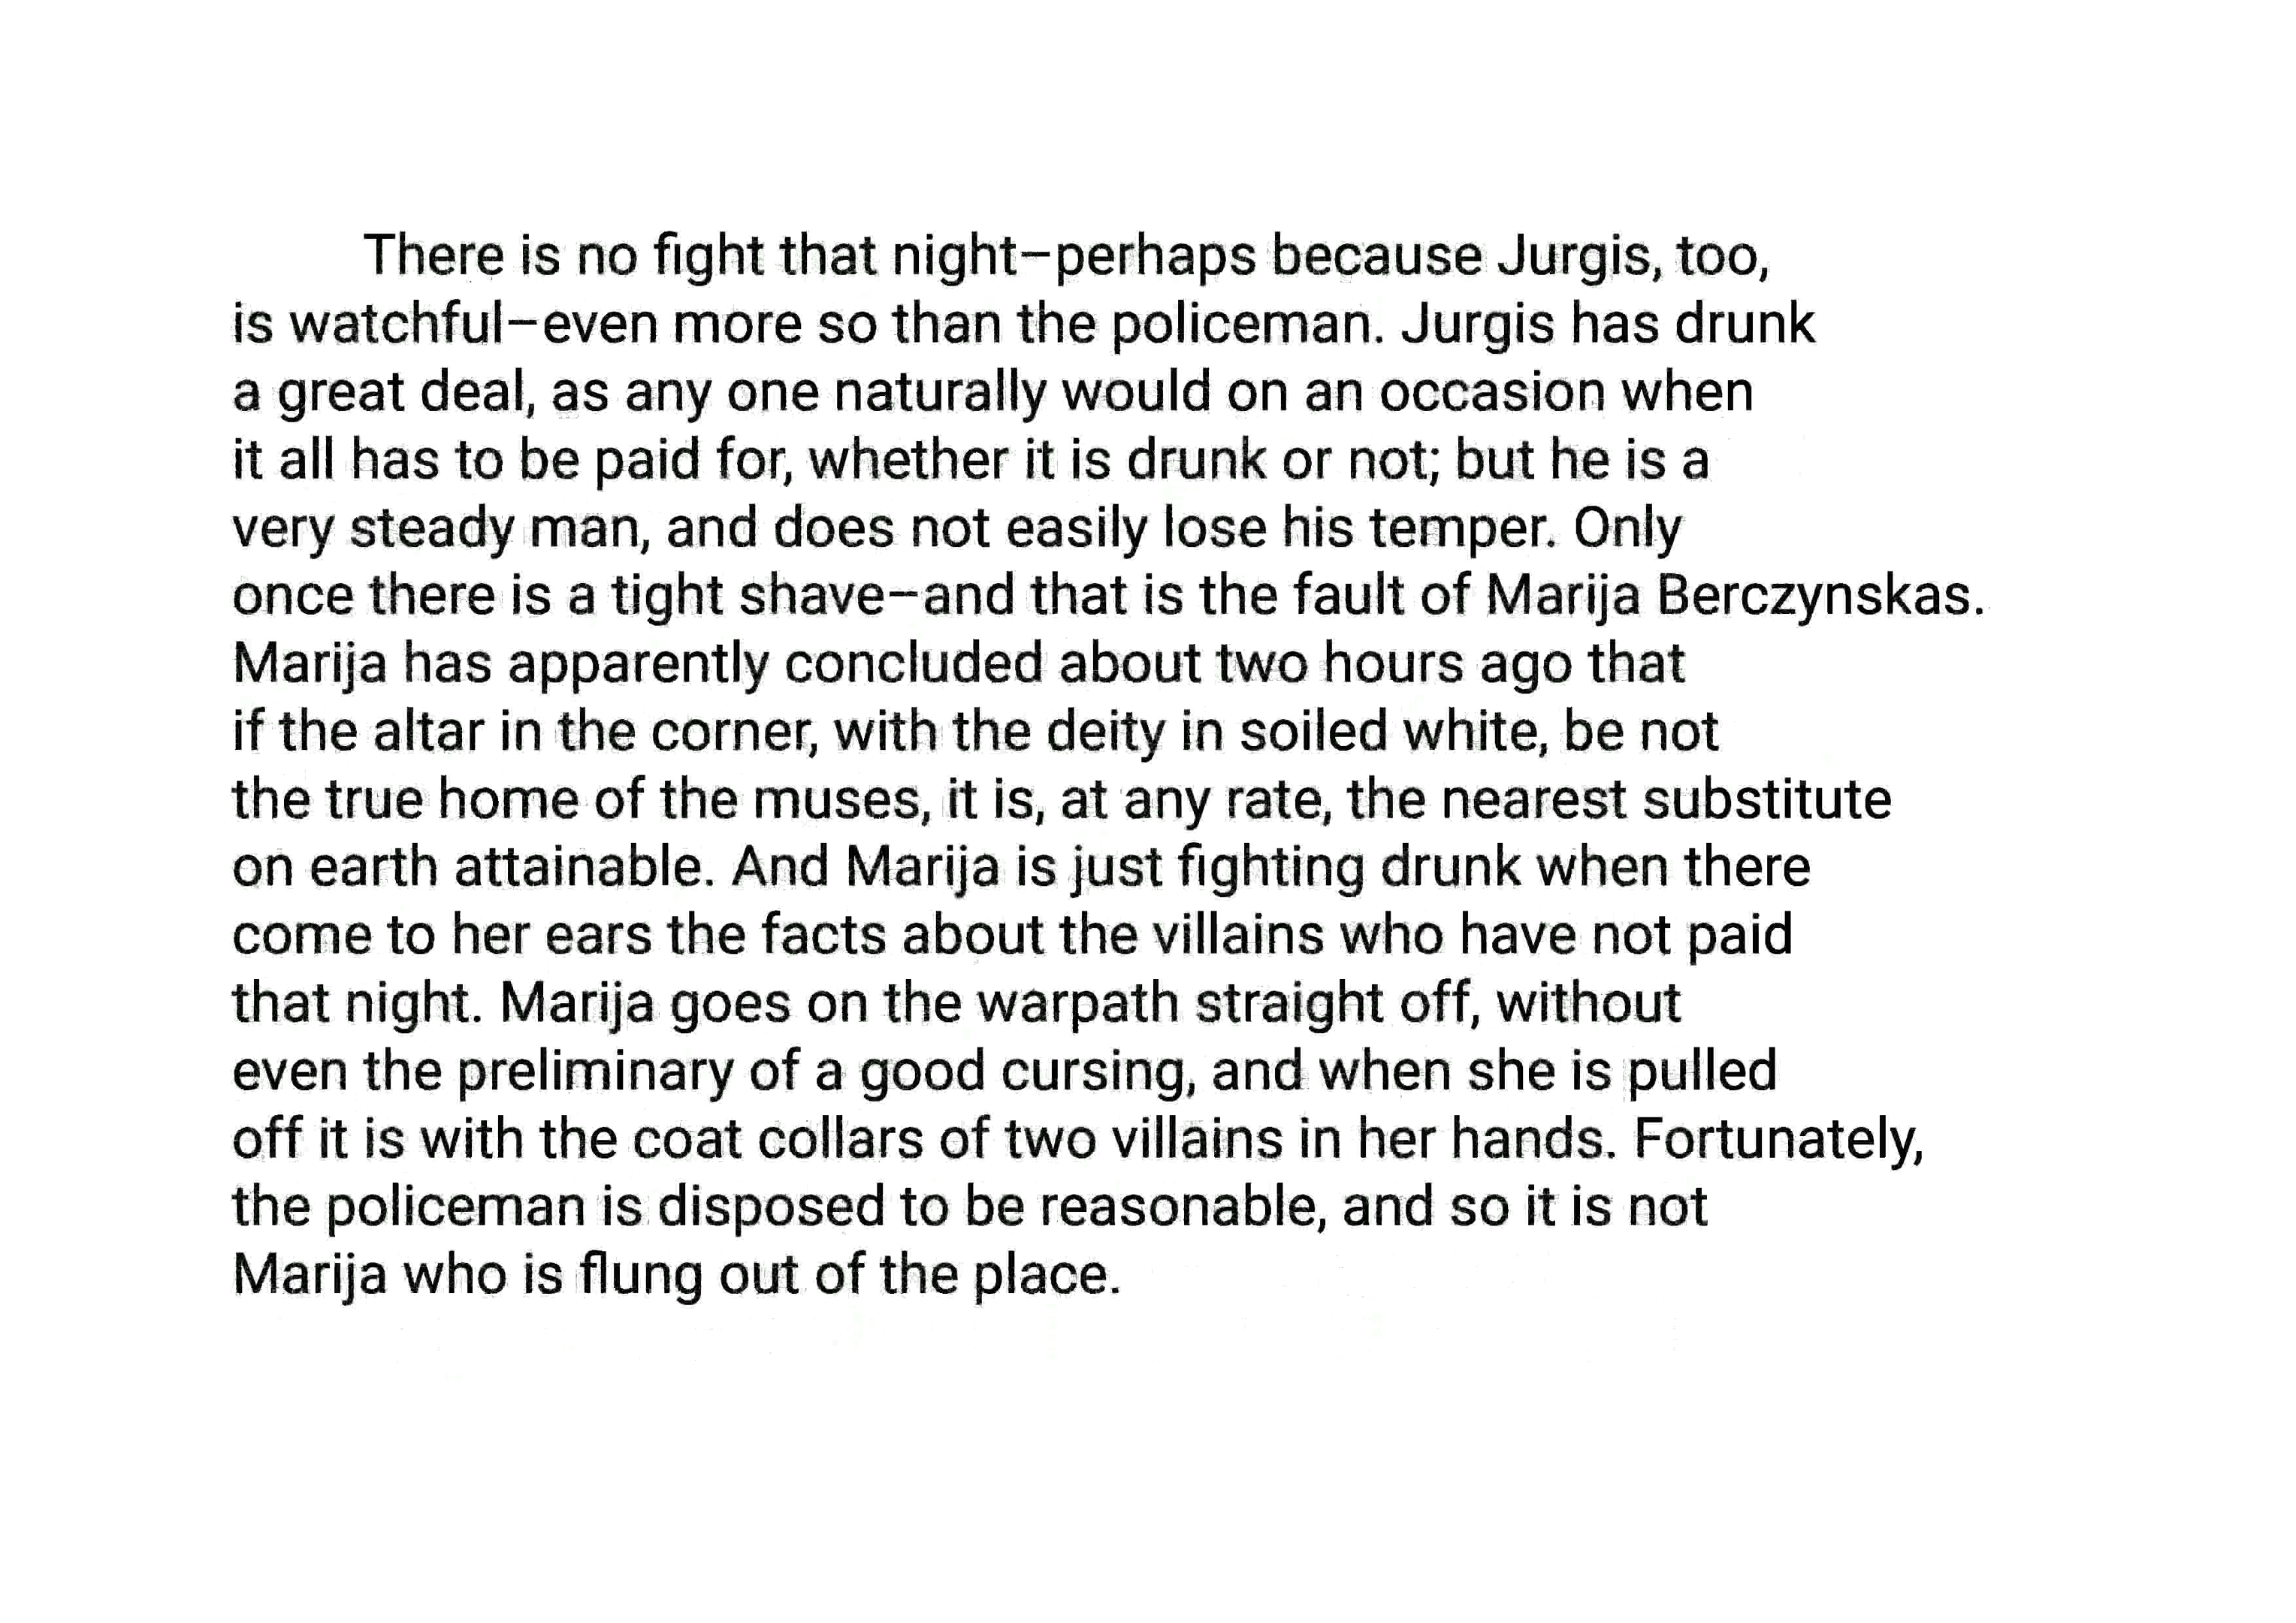 There is no fight that night–perhaps because Jurgis, too,
is watchful–even more so than the policeman. Jurgis has drunk
a great deal, as any one naturally would on an occasion when
it all has to be paid for, whether it is drunk or not; but he is a
very steady man, and does not easily lose his temper. Only
once there is a tight shave–and that is the fault of Marija Berczynskas.
Marija has apparently concluded about two hours ago that
if the altar in the corner, with the deity in soiled white, be not
the true home of the muses, it is, at any rate, the nearest substitute
on earth attainable. And Marija is just fighting drunk when there
come to her ears the facts about the villains who have not paid
that night. Marija goes on the warpath straight off, without
even the preliminary of a good cursing, and when she is pulled
off it is with the coat collars of two villains in her hands. Fortunately,
the policeman is disposed to be reasonable, and so it is not
Marija who is flung out of the place.